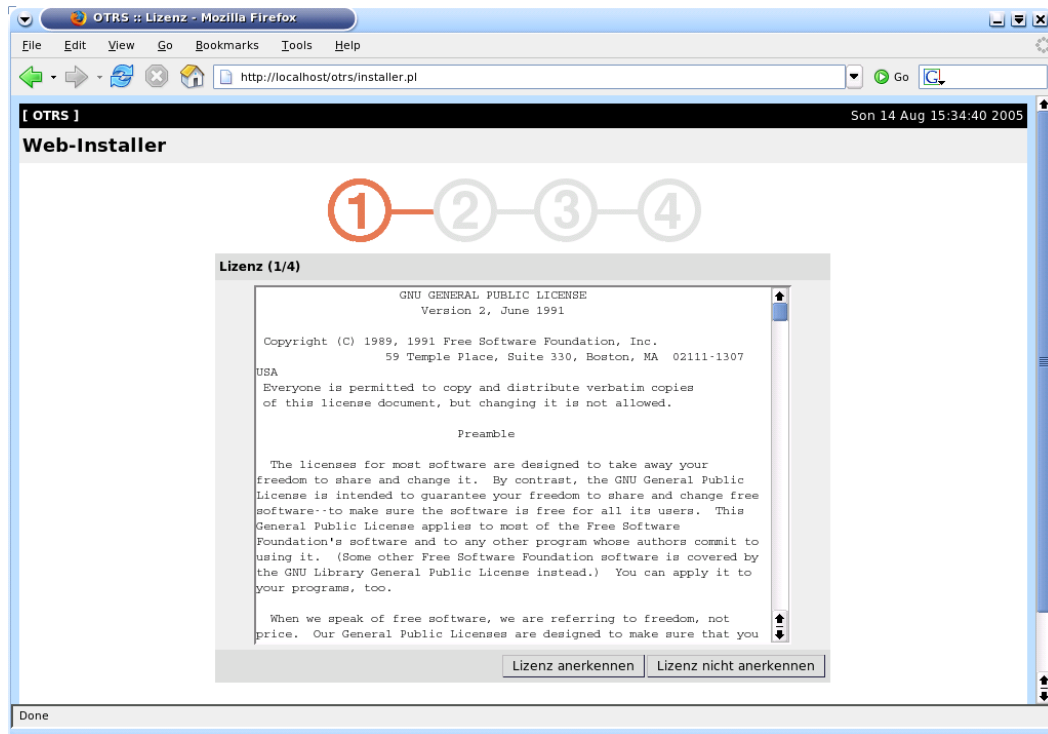 OTRS :: Lizenz - Mozilla Firefox
File Edit View Go Bookmarks Tools Help
http://localhost/otrs/installer.pl Go G
[ OTRS ] Son 14 Aug 15:34:40 2005
Web-Installer
1 2 3 4
Lizenz (1/4)
GNU GENERAL PUBLIC LICENSE
Version 2, June 1991
Copyright (C) 1989, 1991 Free Software Foundation, Inc.
59 Temple Place, Suite 330, Boston, MA 02111-1307
USA
Everyone is permitted to copy and distribute verbatim copies
of this license document, but changing it is not allowed.
Preamble
The licenses for most software are designed to take away your
freedom to share and change it. By contrast, the GNU General Public
License is intended to guarantee your freedom to share and change free
software--to make sure the software is free for all its users. This
General Public License applies to most of the Free Software
Foundation's software and to any other program whose authors commit to
using it. (Some other Free Software Foundation software is covered by
the GNU Library General Public License instead.) You can apply it to
your programs, too.
When we speak of free software, we are referring to freedom, not
price. Our General Public Licenses are designed to make sure that you
Lizenz anerkennen Lizenz nicht anerkennen
Done